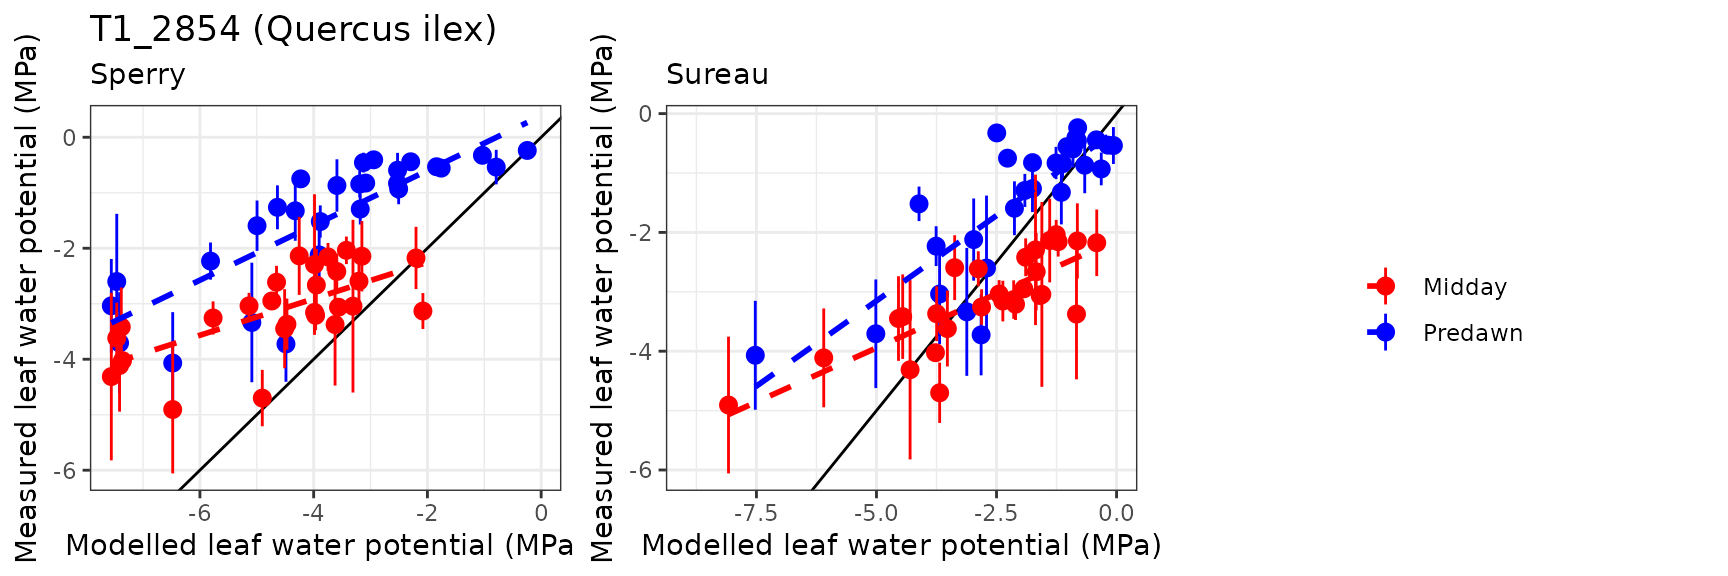 T1_2854 (Quercus ilex)
Sperry
Measured leaf water potential (MPa)
0
-2
-4
-6
-6
-4
-2
0
Modelled leaf water potential (MPa
Sureau
Measured leaf water potential (MPa)
0
-2
-4
-6
-7.5
-5.0
-2.5
0.0
Modelled leaf water potential (MPa)
Midday
Predawn